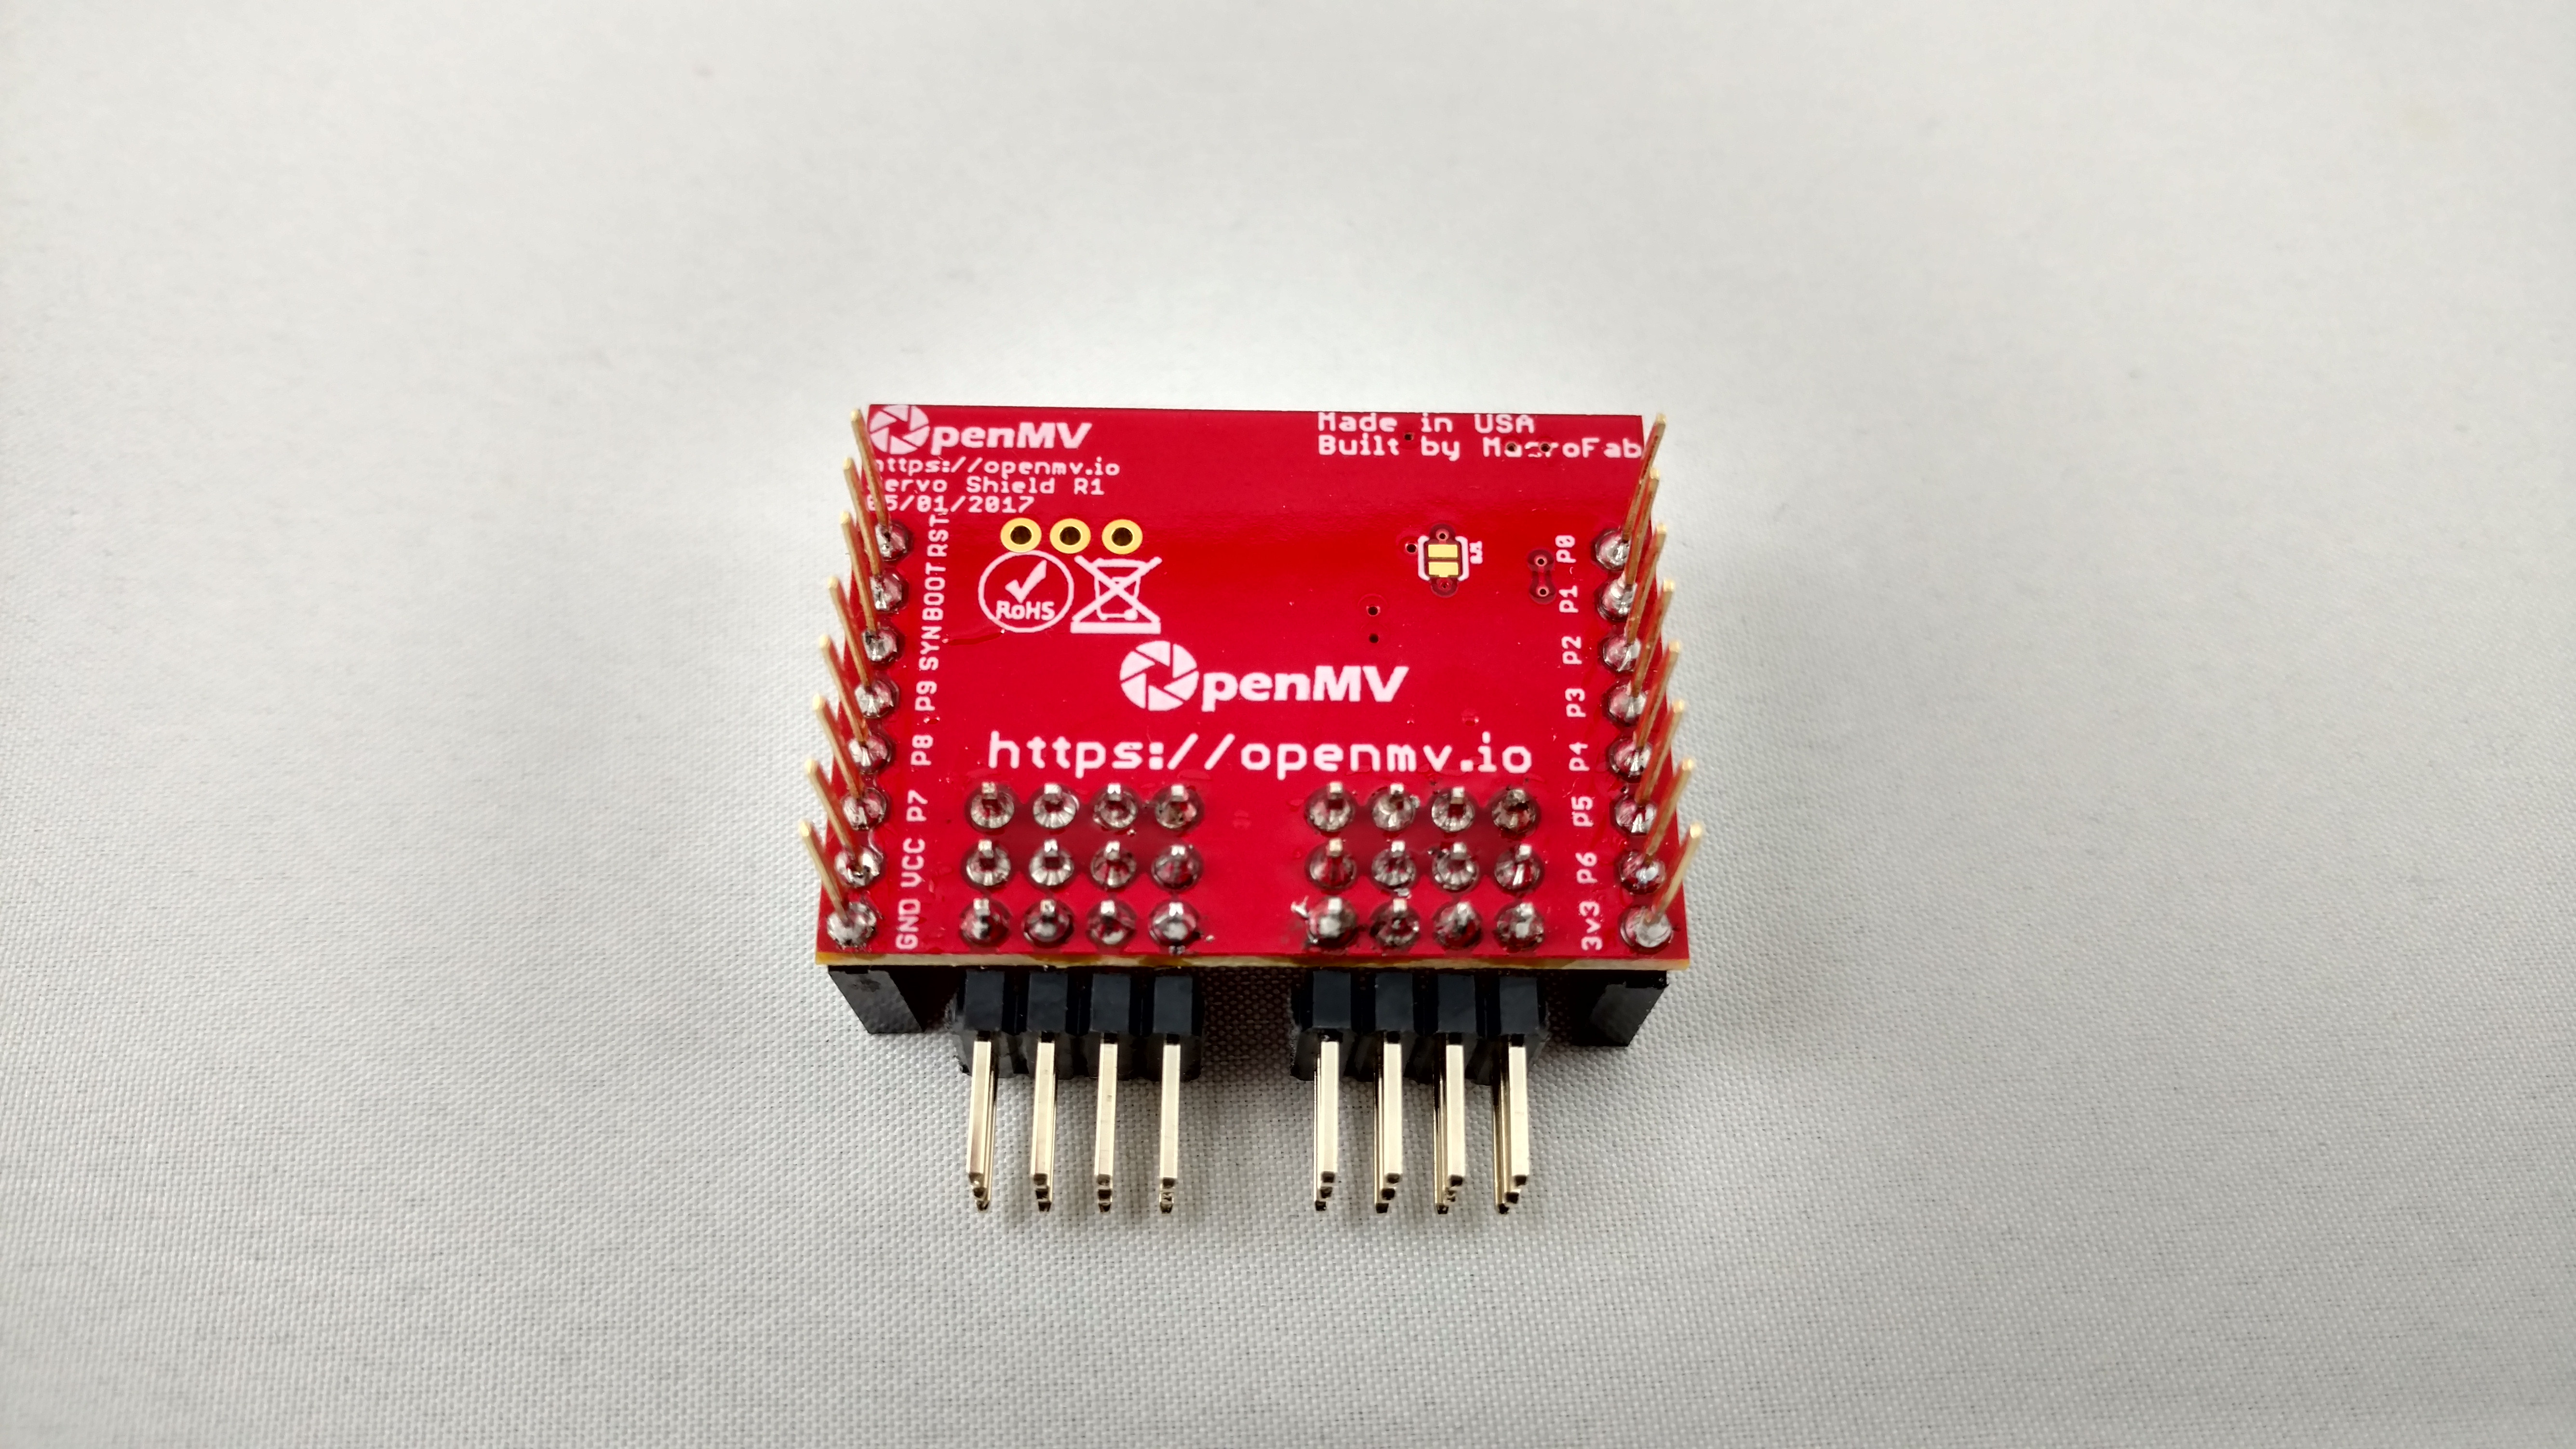 OpenMV
https://openmv.io
Servo Shield R1
05/01/2017
Made in USA
Built by MacroFab
RST
BOOT
SYN
P9
P8
P7
VCC
GND
RoHS
OpenMV
https://openmv.io
P0
P1
P2
P3
P4
P5
P6
3v3